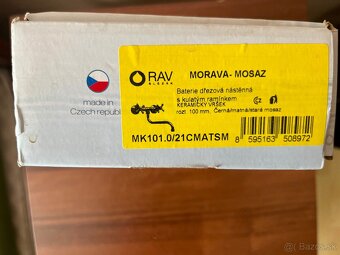 RAV
SLEZÁK
MORAVA- MOSAZ
Baterie dřezová nástěnná
s kulatým ramínkem
KERAMICKÝ VRŠEK
rozt. 100 mm, Černá/matná/stará mosaz
made in
Czech republic
MK101.0/21CMATSM
8 595163 508972
Bazar.sk